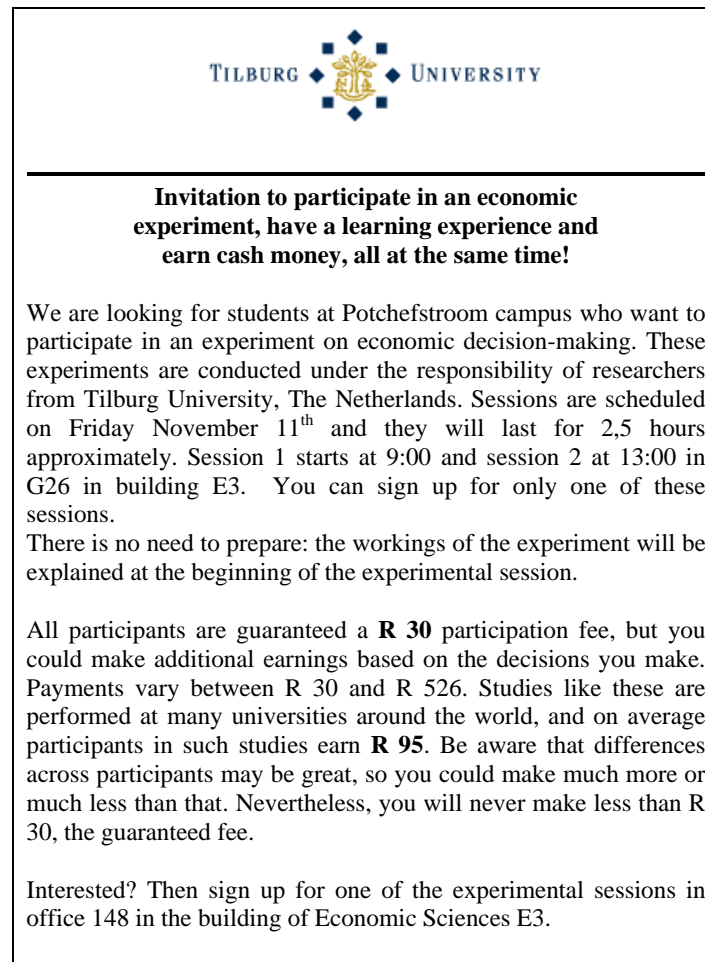 TILBURG UNIVERSITY
Invitation to participate in an economic
experiment, have a learning experience and
earn cash money, all at the same time!
We are looking for students at Potchefstroom campus who want to
participate in an experiment on economic decision-making. These
experiments are conducted under the responsibility of researchers
from Tilburg University, The Netherlands. Sessions are scheduled
on Friday November 11th and they will last for 2,5 hours
approximately. Session 1 starts at 9:00 and session 2 at 13:00 in
G26 in building E3. You can sign up for only one of these
sessions.
There is no need to prepare: the workings of the experiment will be
explained at the beginning of the experimental session.
All participants are guaranteed a R 30 participation fee, but you
could make additional earnings based on the decisions you make.
Payments vary between R 30 and R 526. Studies like these are
performed at many universities around the world, and on average
participants in such studies earn R 95. Be aware that differences
across participants may be great, so you could make much more or
much less than that. Nevertheless, you will never make less than R
30, the guaranteed fee.
Interested? Then sign up for one of the experimental sessions in
office 148 in the building of Economic Sciences E3.